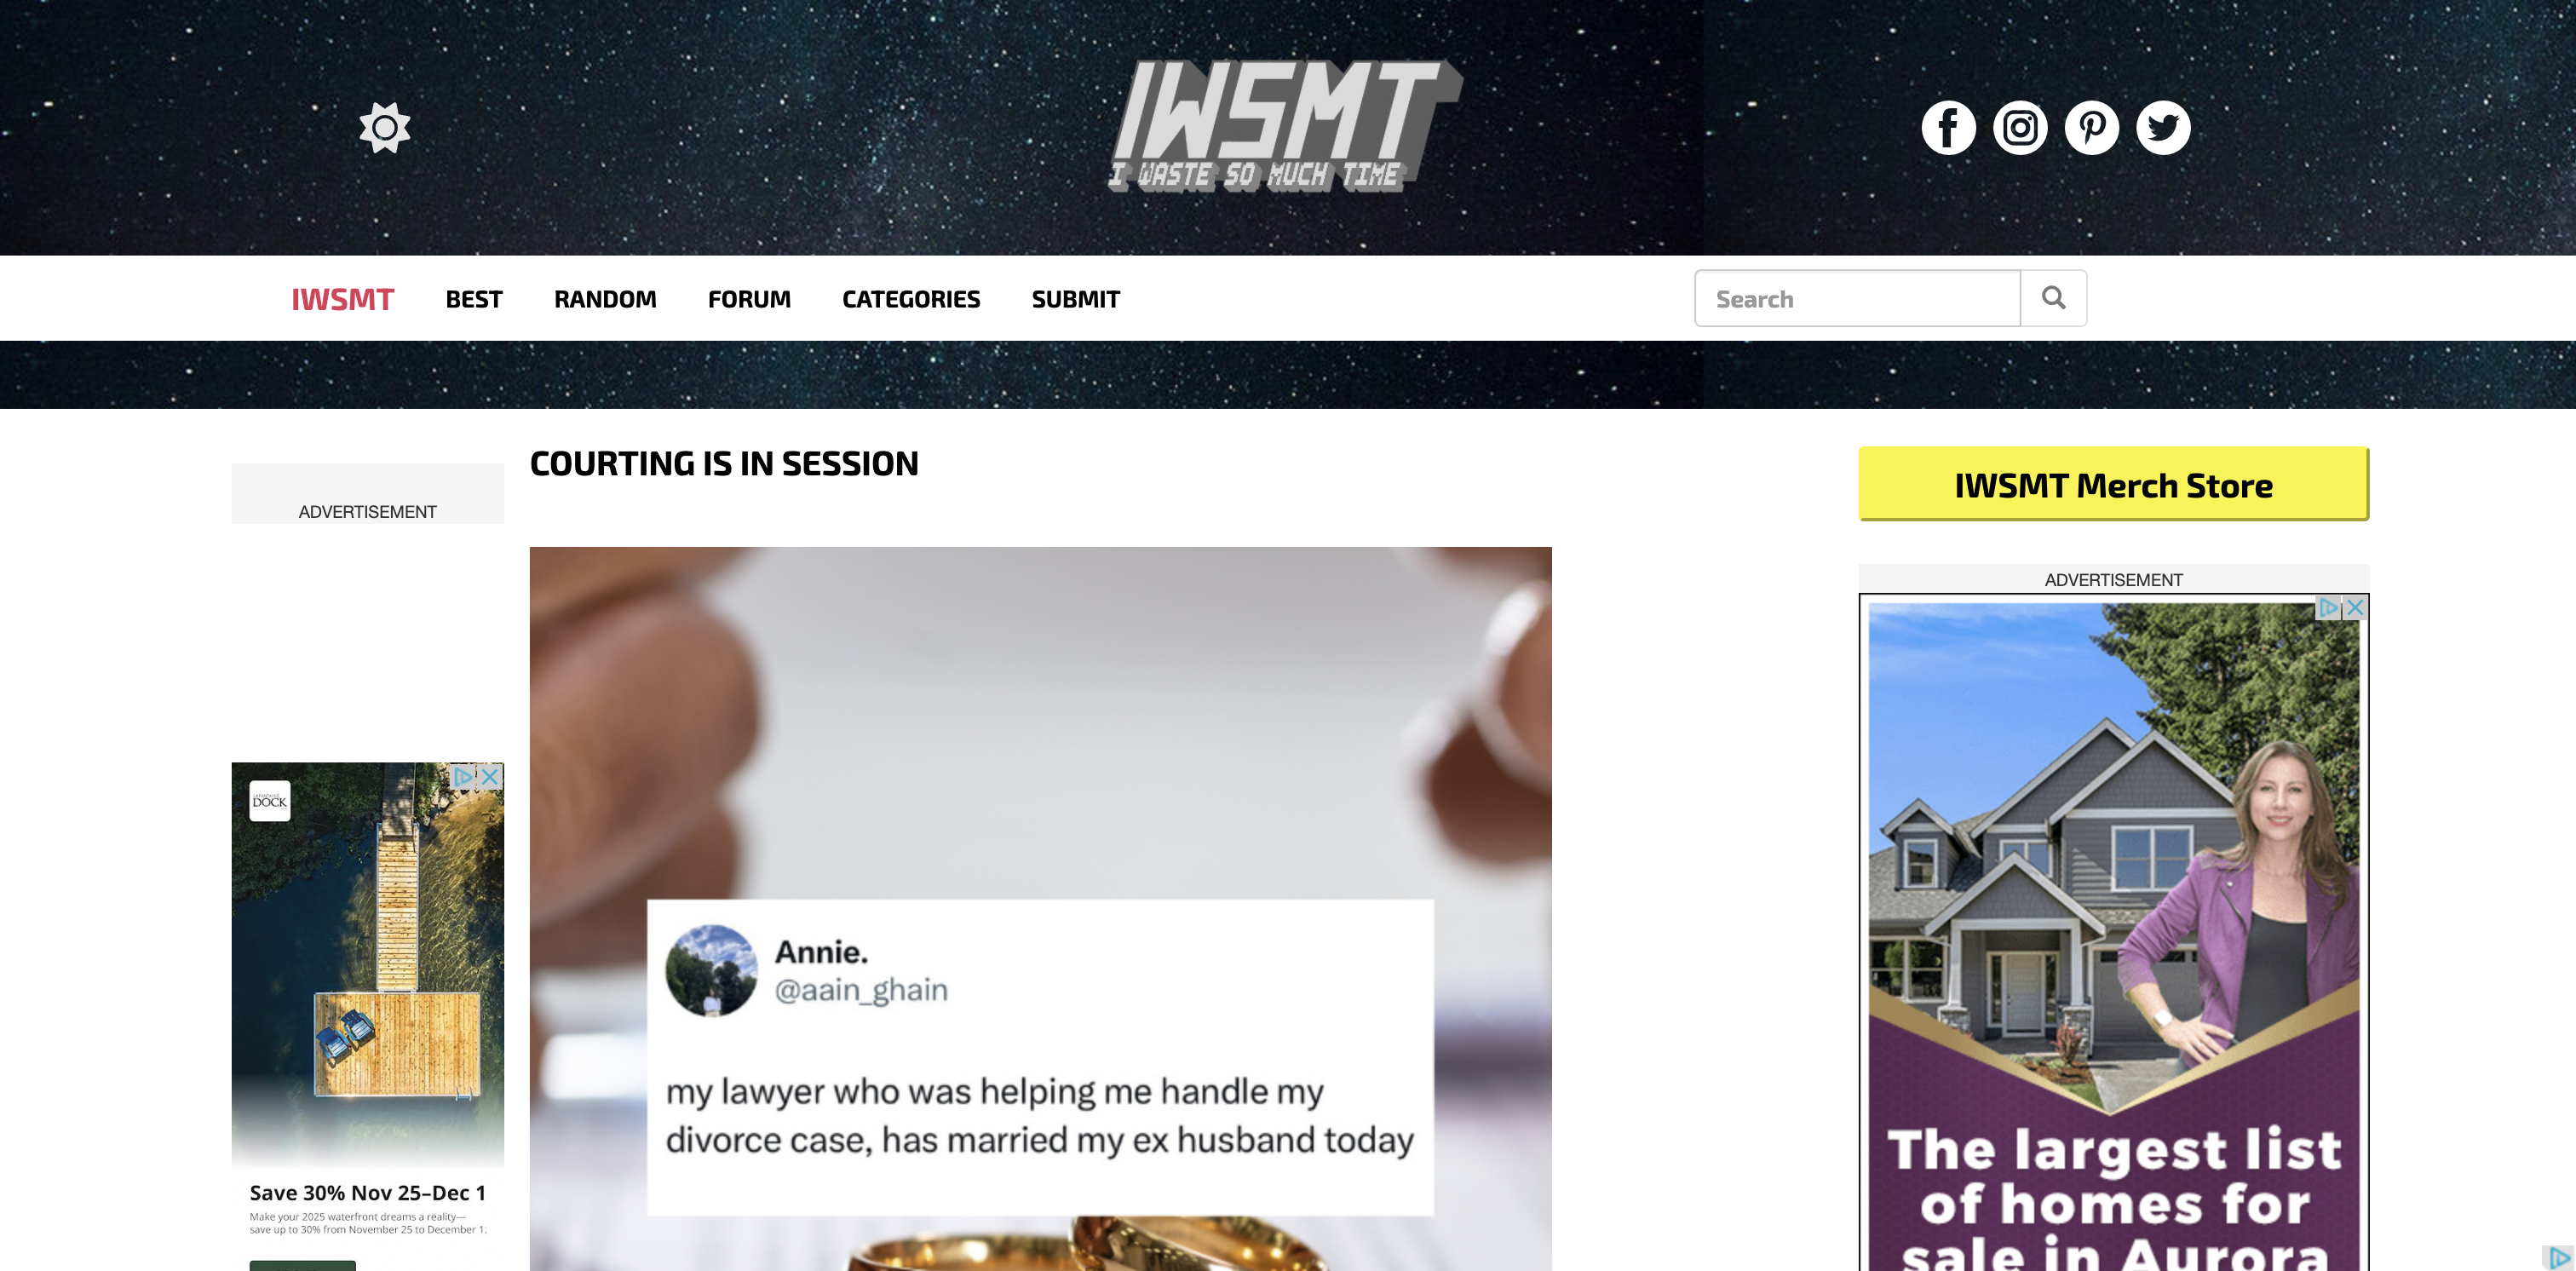 IWSMT
I WASTE SO MUCH TIME
IWSMT BEST RANDOM FORUM CATEGORIES SUBMIT Search
ADVERTISEMENT
DOCK
Save 30% Nov 25–Dec 1
Make your 2025 waterfront dreams a reality—
save up to 30% from November 25 to December 1.
COURTING IS IN SESSION
Annie.
@aain_ghain
my lawyer who was helping me handle my
divorce case, has married my ex husband today
IWSMT Merch Store
ADVERTISEMENT
The largest list
of homes for
sale in Aurora